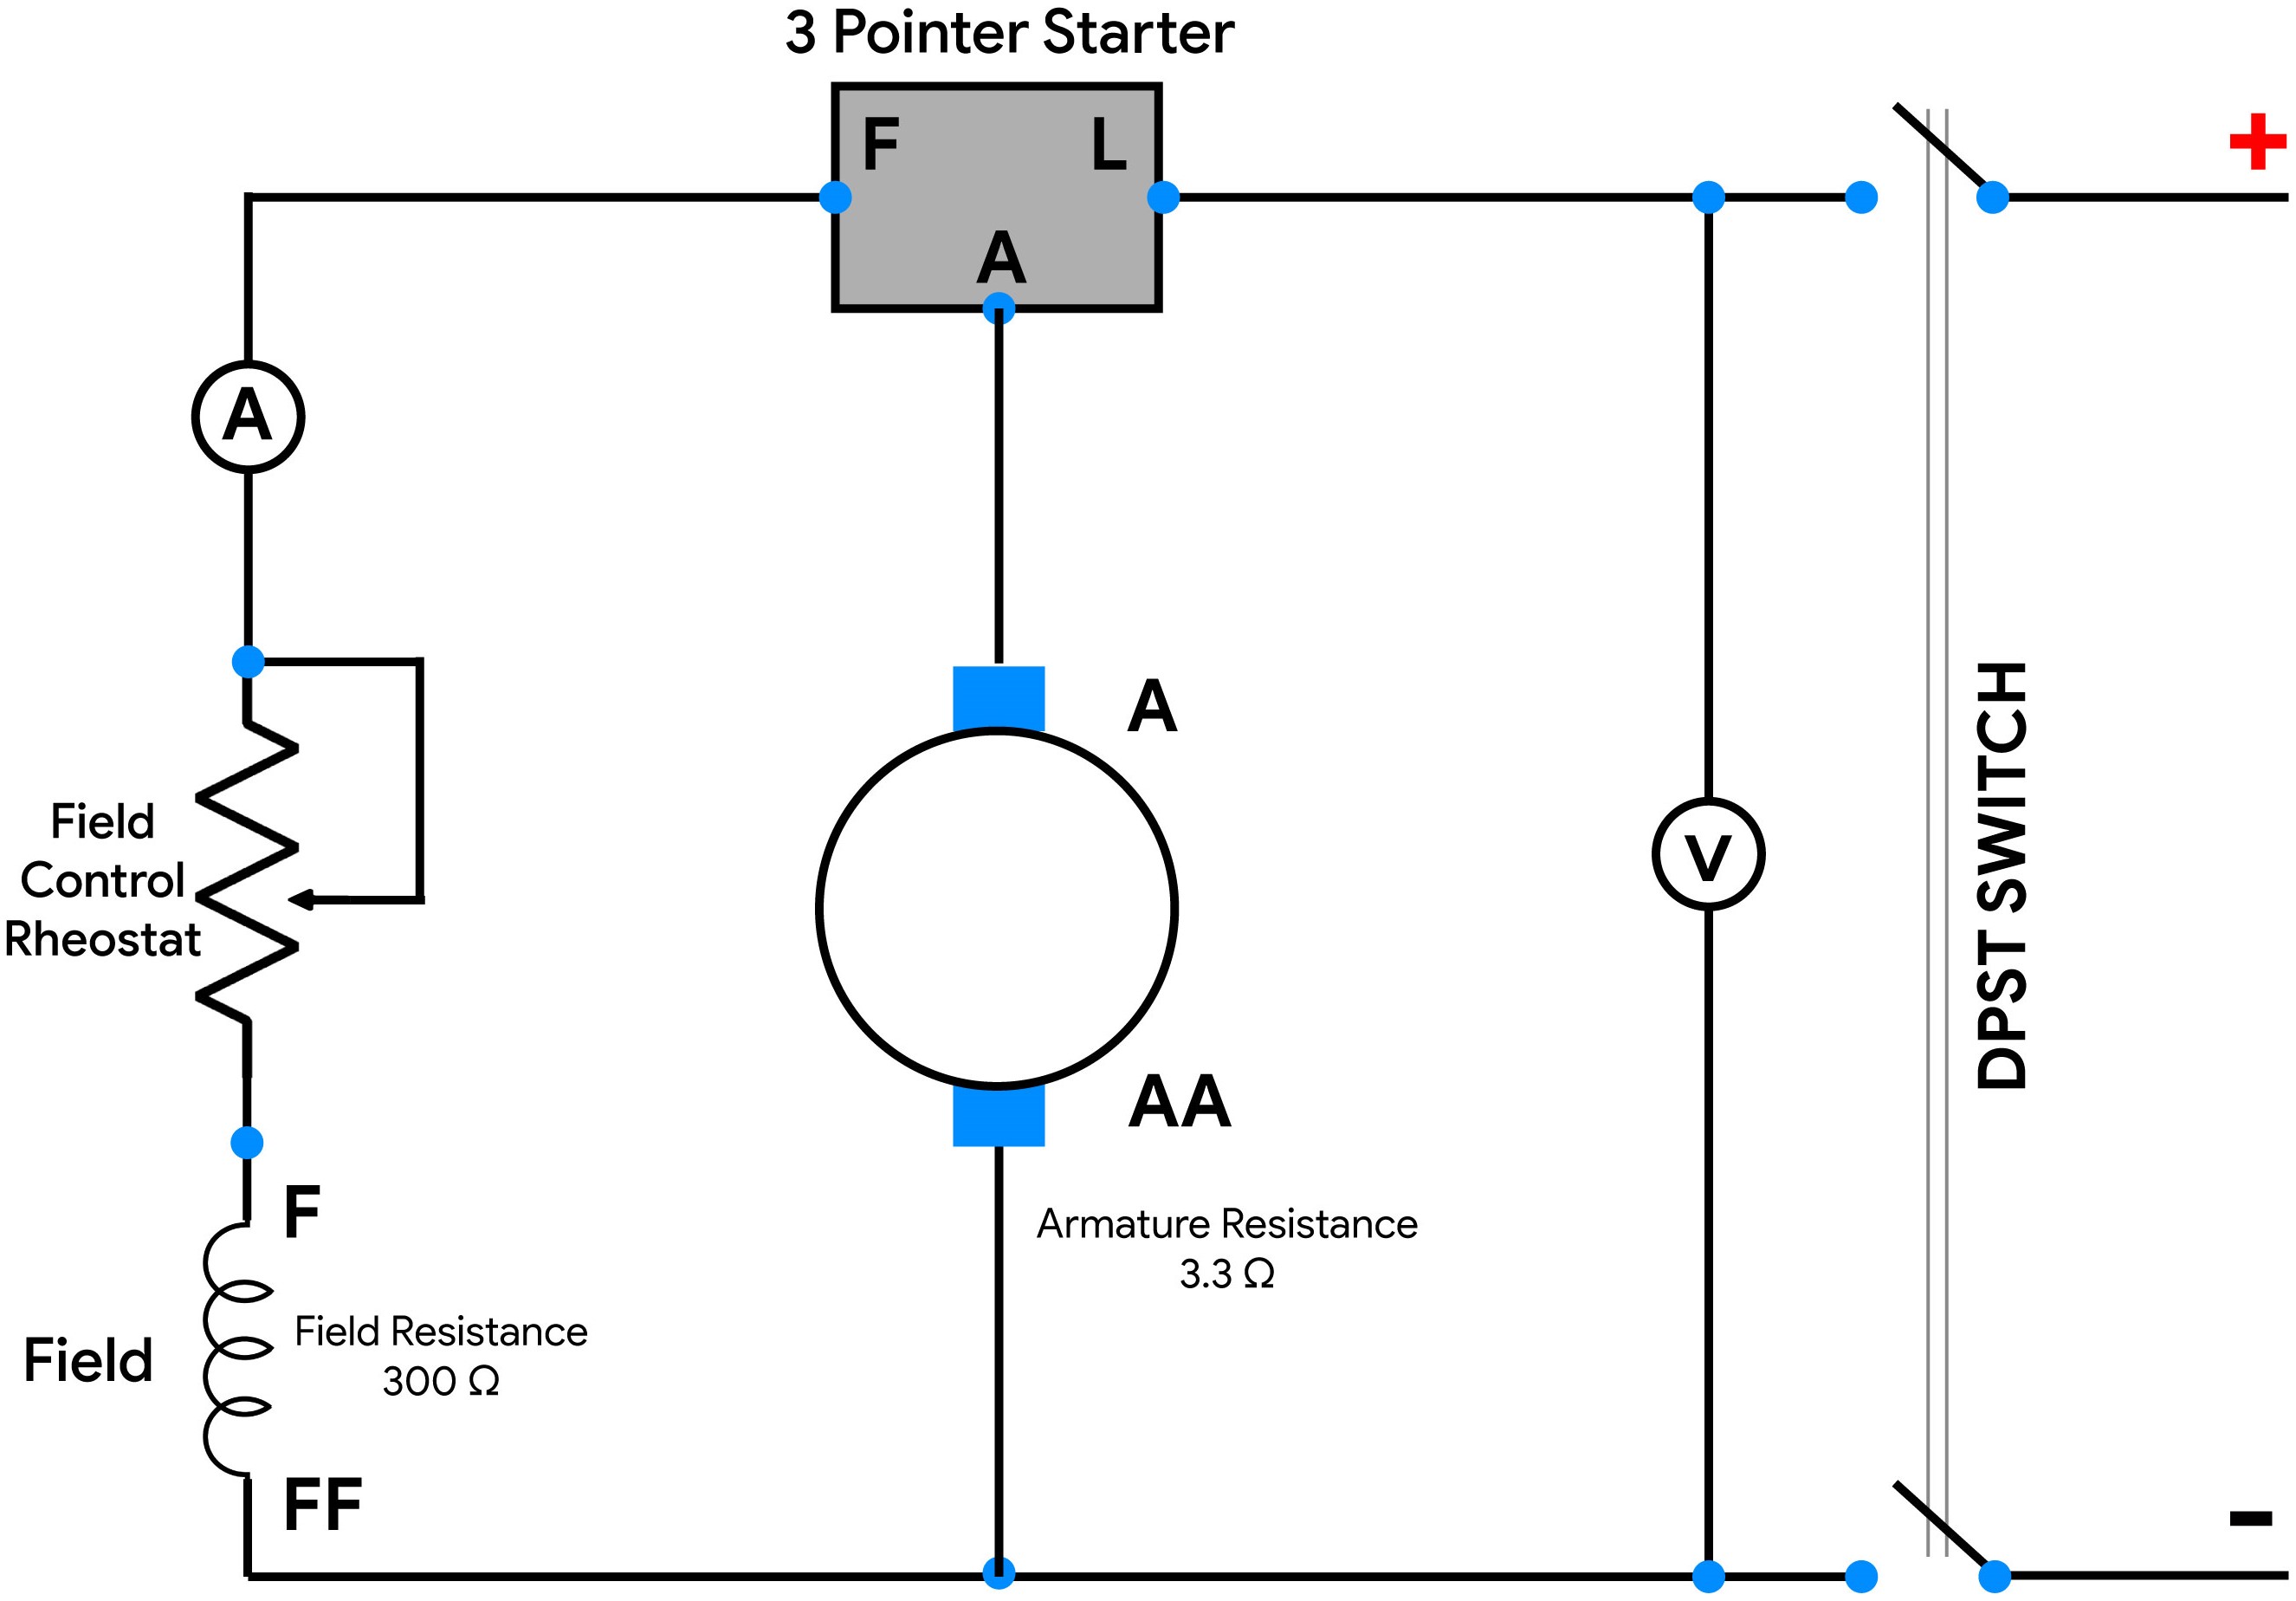 3 Pointer Starter
F
L
A
+
A
A
Field
Control
Rheostat
V
DPST SWITCH
AA
F
Armature Resistance
3.3 Ω
Field Resistance
300 Ω
Field
FF
-